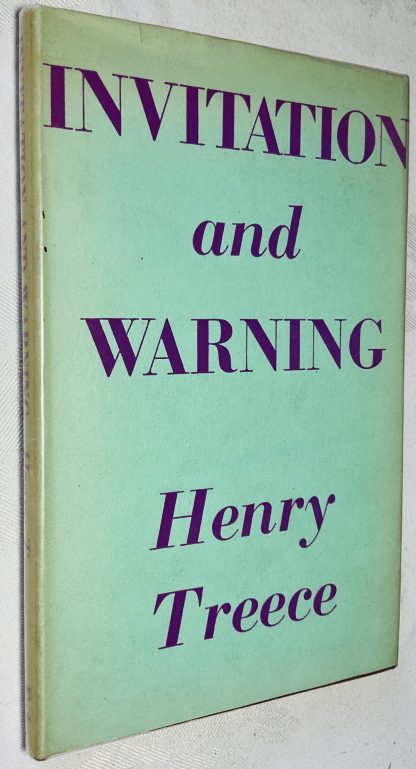 INVITATION
and
WARNING
Henry
Treece